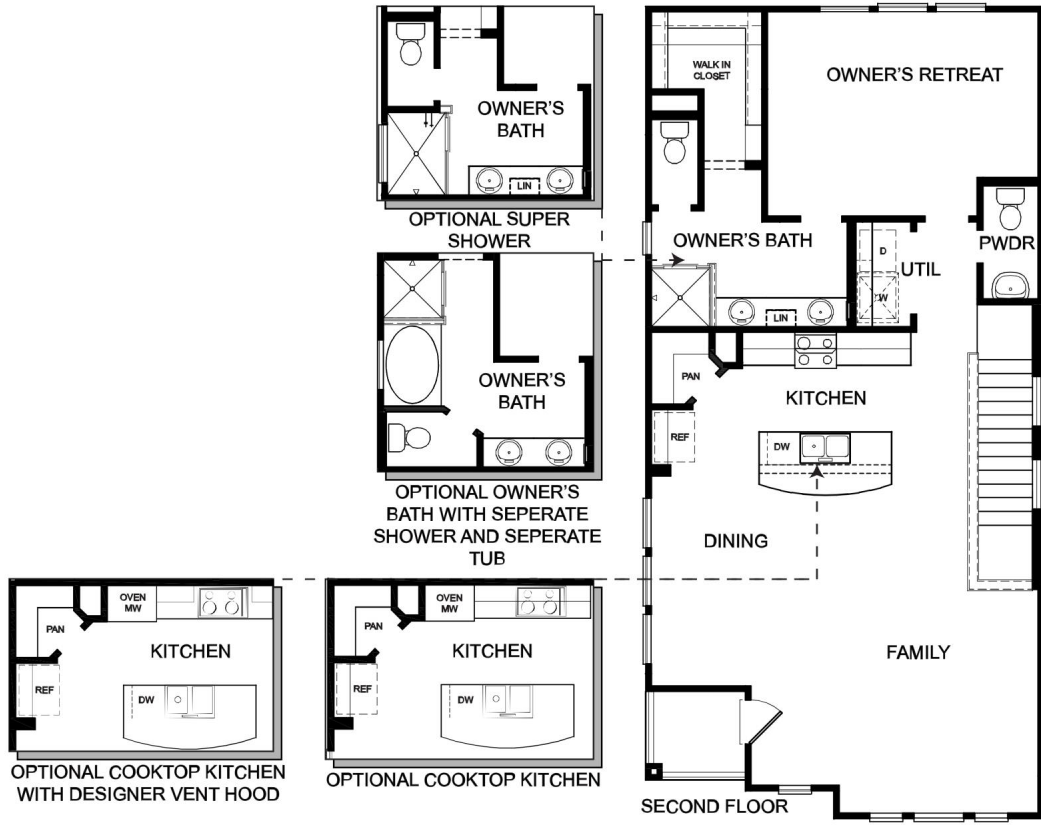 OWNER'S
BATH
LIN
OPTIONAL SUPER
SHOWER
OWNER'S
BATH
OPTIONAL OWNER'S
BATH WITH SEPERATE
SHOWER AND SEPERATE
TUB
OVEN
MW
PAN
KITCHEN
REF
DW
OPTIONAL COOKTOP KITCHEN
WITH DESIGNER VENT HOOD
OVEN
MW
PAN
KITCHEN
REF
DW
OPTIONAL COOKTOP KITCHEN
WALK IN
CLOSET
OWNER'S RETREAT
OWNER'S BATH
LIN
D
W
UTIL
PWDR
PAN
KITCHEN
REF
DW
DINING
FAMILY
SECOND FLOOR